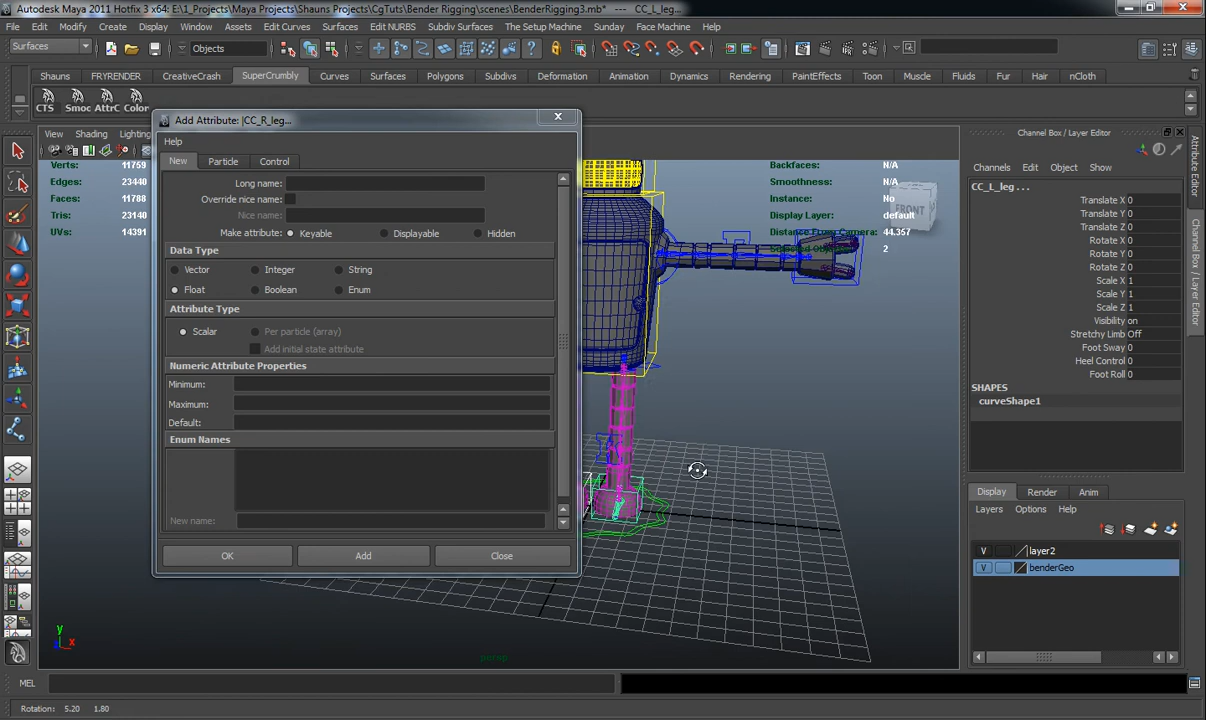 Autodesk Maya 2011 Hotfix 3 x64: E:\1_Projects\Maya Projects\Shauns Projects\CgTuts\Bender Rigging\scenes\BenderRigging3.mb* --- CC_L_leg...
File Edit Modify Create Display Window Assets Edit Curves Surfaces Edit NURBS Subdiv Surfaces The Setup Machine Sunday Face Machine Help
Surfaces Objects
Shauns FRYRENDER CreativeCrash SuperCrumbly Curves Surfaces Polygons Subdivs Deformation Animation Dynamics Rendering PaintEffects Toon Muscle Fluids Fur Hair nCloth
CTS Smoc AttrC Color
Add Attribute: |CC_R_leg...
Help
New Particle Control
Long name:
Override nice name:
Nice name:
Make attribute: Keyable Displayable Hidden
Data Type
Vector Integer String
Float Boolean Enum
Attribute Type
Scalar Per particle (array)
Add initial state attribute
Numeric Attribute Properties
Minimum:
Maximum:
Default:
Enum Names
New name:
OK Add Close
View Shading Lighting
Verts: 11759
Edges: 23440
Faces: 11788
Tris: 23140
UVs: 14391
Backfaces: N/A
Smoothness: N/A
Instance: No
Display Layer: default
Distance From Camera: 44.357
Selected Objects: 2
FRONT
y
x
persp
Channel Box / Layer Editor
Channels Edit Object Show
CC_L_leg ...
Translate X 0
Translate Y 0
Translate Z 0
Rotate X 0
Rotate Y 0
Rotate Z 0
Scale X 1
Scale Y 1
Scale Z 1
Visibility on
Stretchy Limb Off
Foot Sway 0
Heel Control 0
Foot Roll 0
SHAPES
curveShape1
Display Render Anim
Layers Options Help
V layer2
V benderGeo
Attribute Editor
Channel Box / Layer Editor
MEL
Rotation: 5.20 1.80